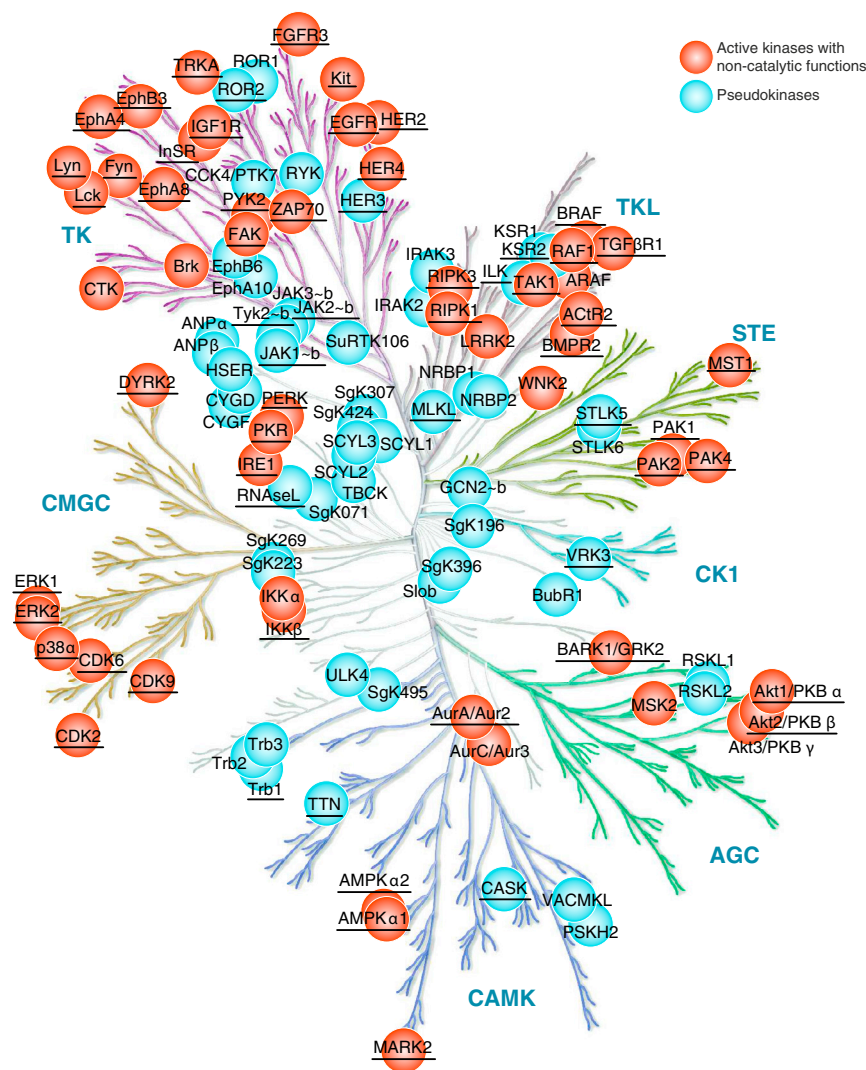 FGFR3
Active kinases with
non-catalytic functions
Pseudokinases
TRKA
ROR1
ROR2
Kit
EphB3
EphA4
IGF1R
InSR
EGFR
HER2
Lyn
Fyn
Lck
EphA8
CCK4/PTK7
RYK
HER4
HER3
PYK2
ZAP70
FAK
TK
BRAF
TKL
KSR1
KSR2
RAF1
TGFβR1
IRAK3
RIPK3
ILK
TAK1
ARAF
Brk
EphB6
EphA10
CTK
JAK3~b
JAK2~b
Tyk2~b
IRAK2
RIPK1
ACtR2
ANPα
ANPβ
JAK1~b
SuRTK106
LRRK2
BMPR2
STE
HSER
DYRK2
NRBP1
NRBP2
WNK2
MST1
CYGD
CYGF
PERK
SgK307
SgK424
MLKL
STLK5
STLK6
PAK1
PKR
SCYL3
SCYL1
IRE1
SCYL2
PAK2
PAK4
RNAseL
TBCK
SgK071
GCN2~b
CMGC
SgK196
SgK269
SgK223
SgK396
VRK3
CK1
ERK1
ERK2
IKKα
IKKβ
Slob
BubR1
p38α
CDK6
CDK9
BARK1/GRK2
RSKL1
RSKL2
ULK4
SgK495
MSK2
Akt1/PKB α
Akt2/PKB β
Akt3/PKB γ
CDK2
AurA/Aur2
AurC/Aur3
Trb3
Trb2
Trb1
TTN
AGC
AMPKα2
AMPKα1
CASK
VACMKL
PSKH2
CAMK
MARK2